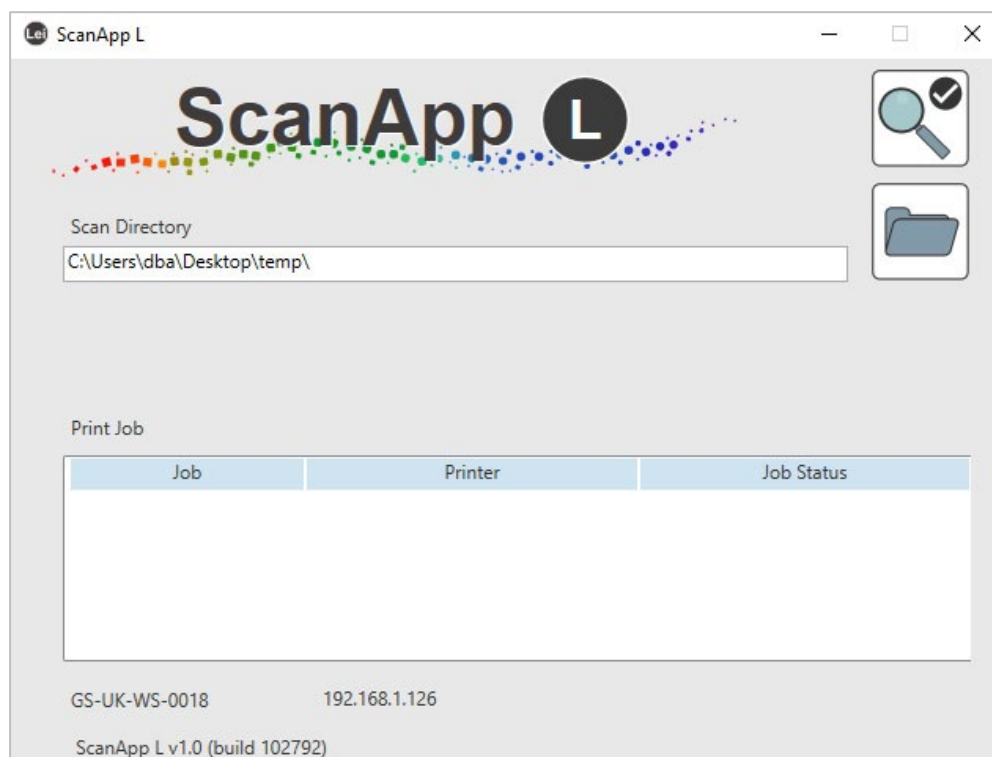 Lei ScanApp L
ScanApp L
Scan Directory
C:\Users\dba\Desktop\temp\
Print Job
Job Printer Job Status
GS-UK-WS-0018 192.168.1.126
ScanApp L v1.0 (build 102792)